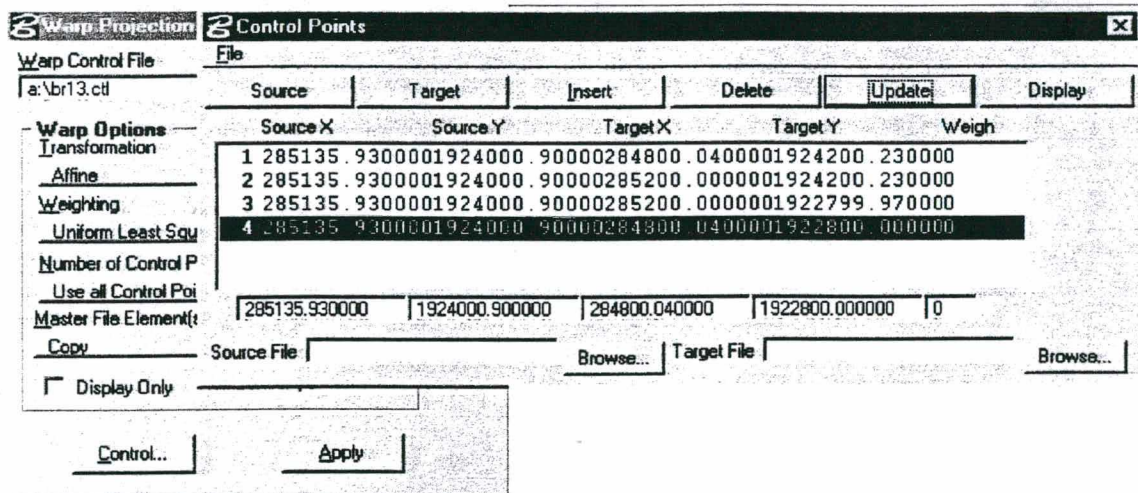 Warp Projection
Control Points
Warp Control File
a:\br13.ctl
Warp Options
Transformation
Affine
Weighting
Uniform Least Squ
Number of Control P
Use all Control Poi
Master File Element(s
Copy
Display Only
Control...
Apply
File
Source Target Insert Delete Update Display
Source X Source Y Target X Target Y Weigh
1 285135.9300001924000.90000284800.0400001924200.230000
2 285135.9300001924000.90000285200.0000001924200.230000
3 285135.9300001924000.90000285200.0000001922799.970000
4 285135.9300001924000.90000284800.0400001922800.000000
285135.930000 1924000.900000 284800.040000 1922800.000000 0
Source File Browse... Target File Browse...